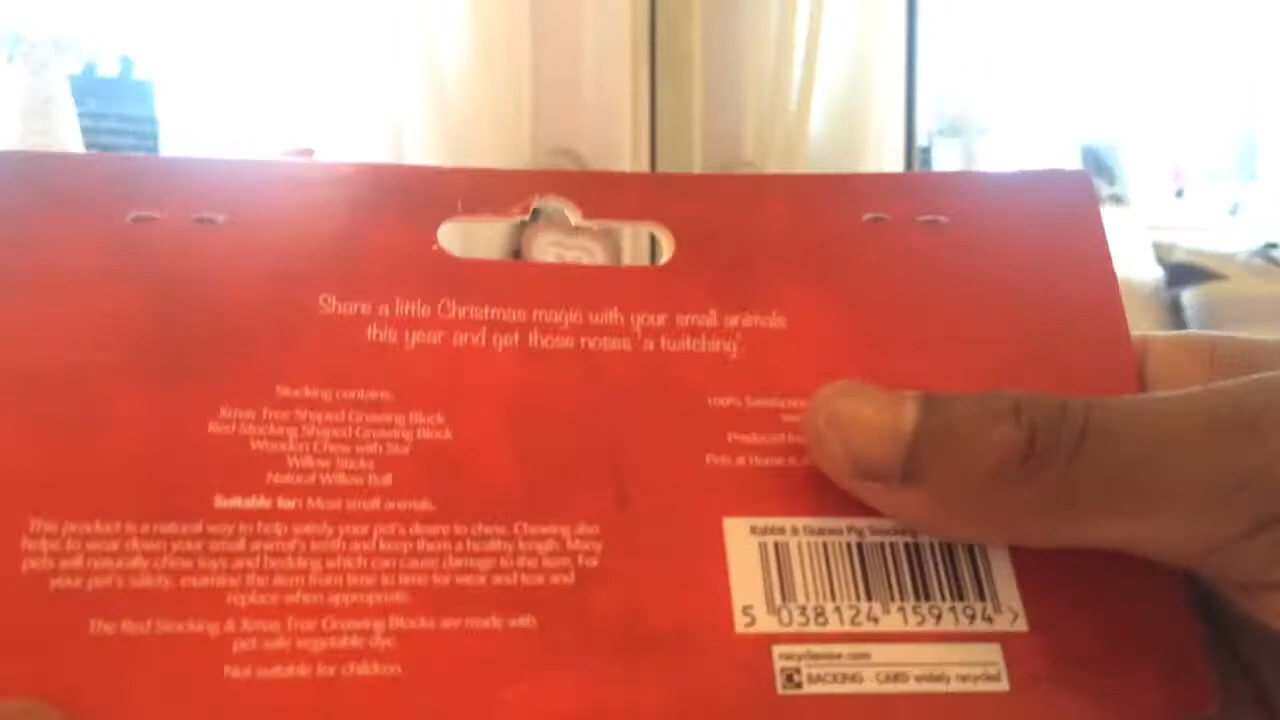 Share a little Christmas magic with your small animals
this year and get those noses 'a twitching'.
Stocking contains:
Xmas Tree Shaped Gnawing Block
Red Stocking Shaped Gnawing Block
Wooden Chew with Star
Willow Sticks
Natural Willow Ball
Suitable for: Most small animals.
This product is a natural way to help satisfy your pet's desire to chew. Chewing also
helps to wear down your small animal's teeth and keep them a healthy length. Many
pets will naturally chew toys and bedding which can cause damage to the item. For
your pet's safety, examine the item from time to time for wear and tear and
replace when appropriate.
The Red Stocking & Xmas Tree Gnawing Blocks are made with
pet safe vegetable dye.
Not suitable for children.
100% Satisfaction
Produced for
Pets at Home
Rabbit & Guinea Pig Stocking
5 038124 159194 >
recyclenow.com
BACKING - CARD widely recycled